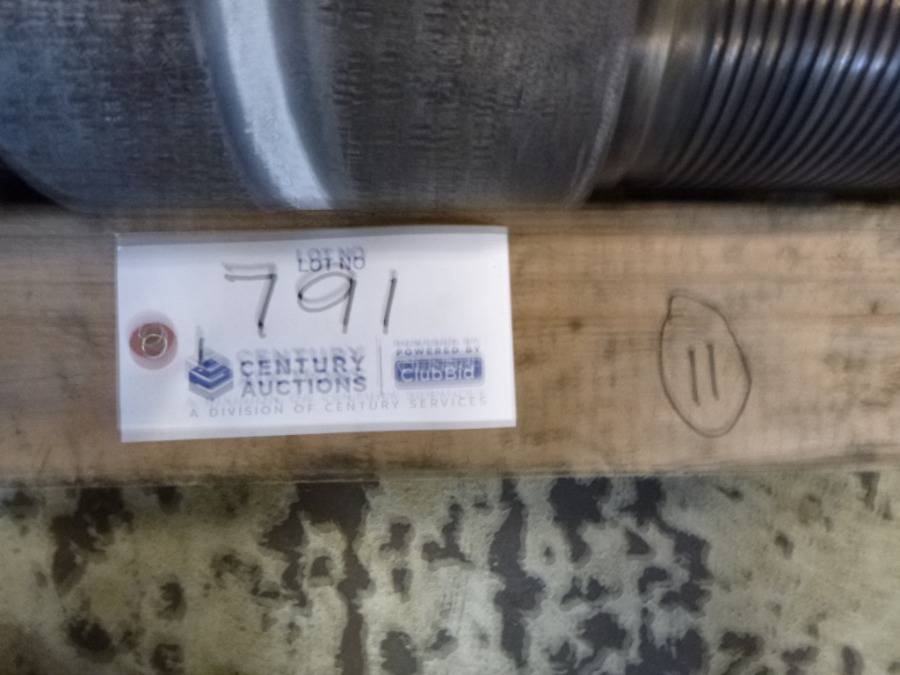 LOT NO
791
CENTURY
AUCTIONS
POWERED BY
ClubBid
A DIVISION OF CENTURY SERVICES
11